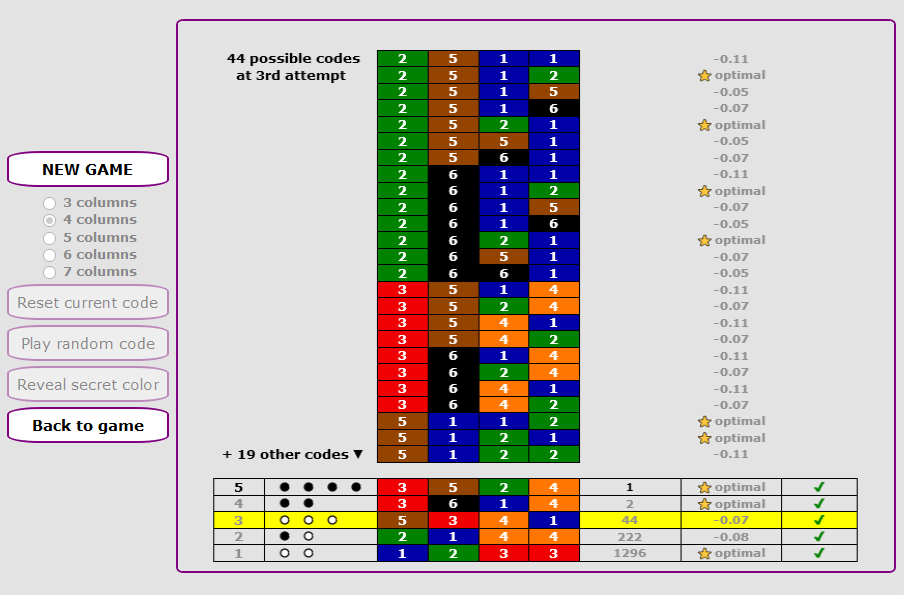 44 possible codes 2 5 1 1 -0.11
at 3rd attempt 2 5 1 2 optimal
2 5 1 5 -0.05
2 5 1 6 -0.07
2 5 2 1 optimal
2 5 5 1 -0.05
2 5 6 1 -0.07
2 6 1 1 -0.11
2 6 1 2 optimal
2 6 1 5 -0.07
2 6 1 6 -0.05
2 6 2 1 optimal
2 6 5 1 -0.07
2 6 6 1 -0.05
3 5 1 4 -0.11
3 5 2 4 -0.07
3 5 4 1 -0.11
3 5 4 2 -0.07
3 6 1 4 -0.11
3 6 2 4 -0.07
3 6 4 1 -0.11
3 6 4 2 -0.07
5 1 1 2 optimal
5 1 2 1 optimal
+ 19 other codes ▼ 5 1 2 2 -0.11
NEW GAME
3 columns
4 columns
5 columns
6 columns
7 columns
Reset current code
Play random code
Reveal secret color
Back to game
5 3 5 2 4 1 optimal
4 3 6 1 4 2 optimal
3 5 3 4 1 44 -0.07
2 2 1 4 4 222 -0.08
1 1 2 3 3 1296 optimal